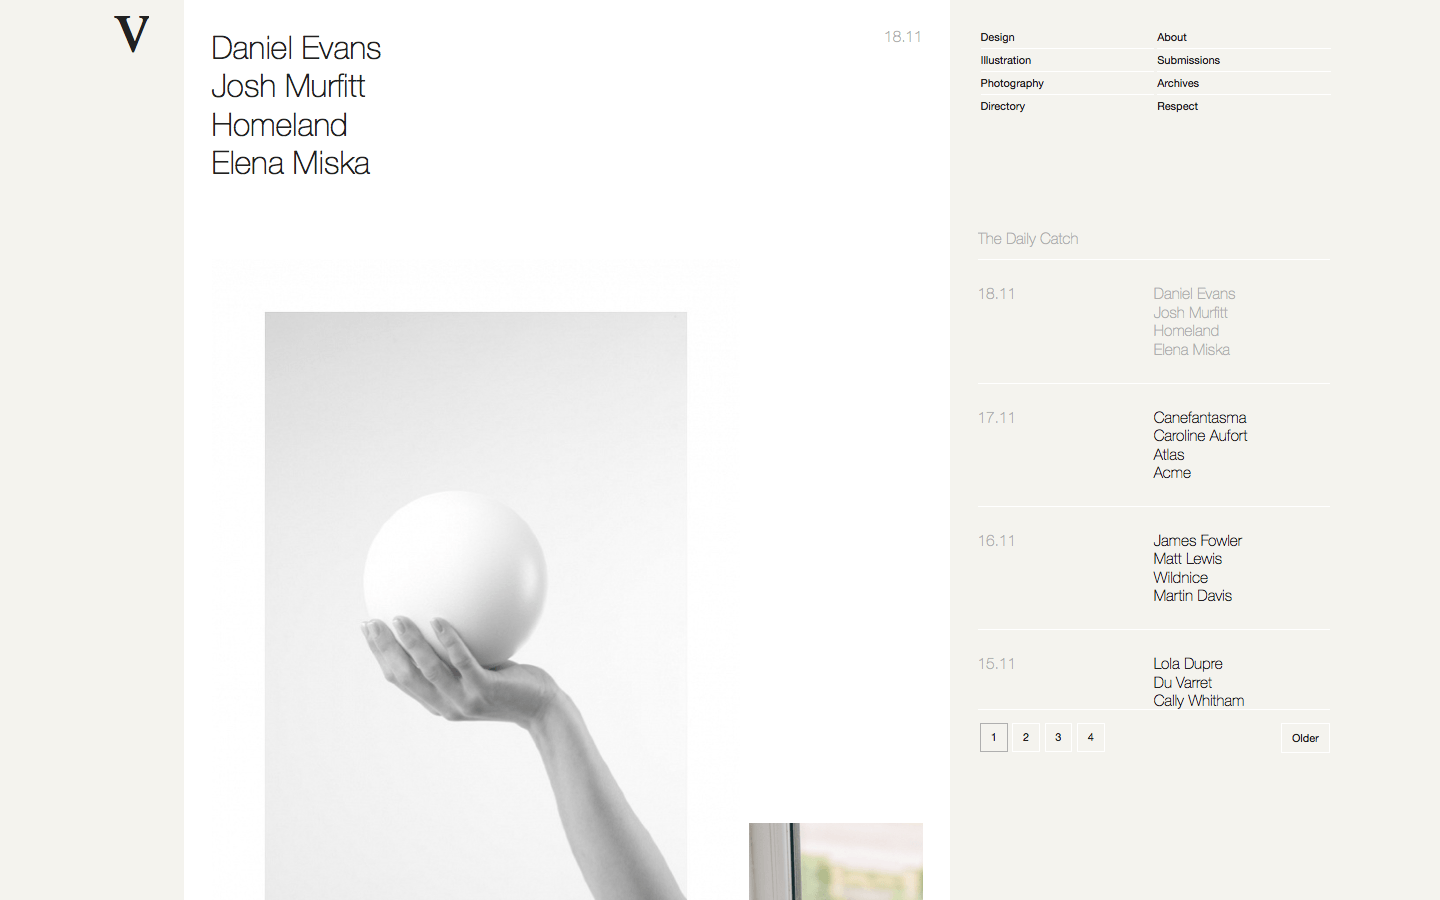 V
Daniel Evans
Josh Murfitt
Homeland
Elena Miska
18.11
Design
About
Illustration
Submissions
Photography
Archives
Directory
Respect
The Daily Catch
18.11
Daniel Evans
Josh Murfitt
Homeland
Elena Miska
17.11
Canefantasma
Caroline Aufort
Atlas
Acme
16.11
James Fowler
Matt Lewis
Wildnice
Martin Davis
15.11
Lola Dupre
Du Varret
Cally Whitham
1 2 3 4
Older